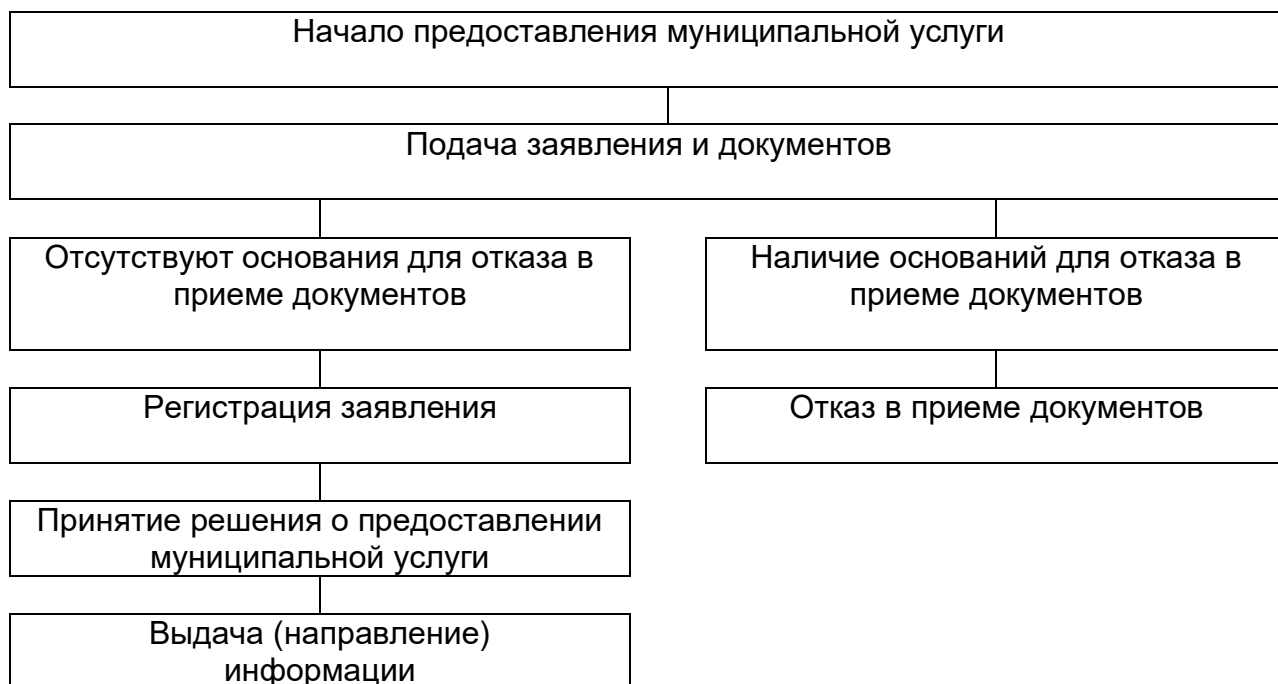 Начало предоставления муниципальной услуги
Подача заявления и документов
Отсутствуют основания для отказа в
приеме документов
Наличие оснований для отказа в
приеме документов
Регистрация заявления
Отказ в приеме документов
Принятие решения о предоставлении
муниципальной услуги
Выдача (направление)
информации